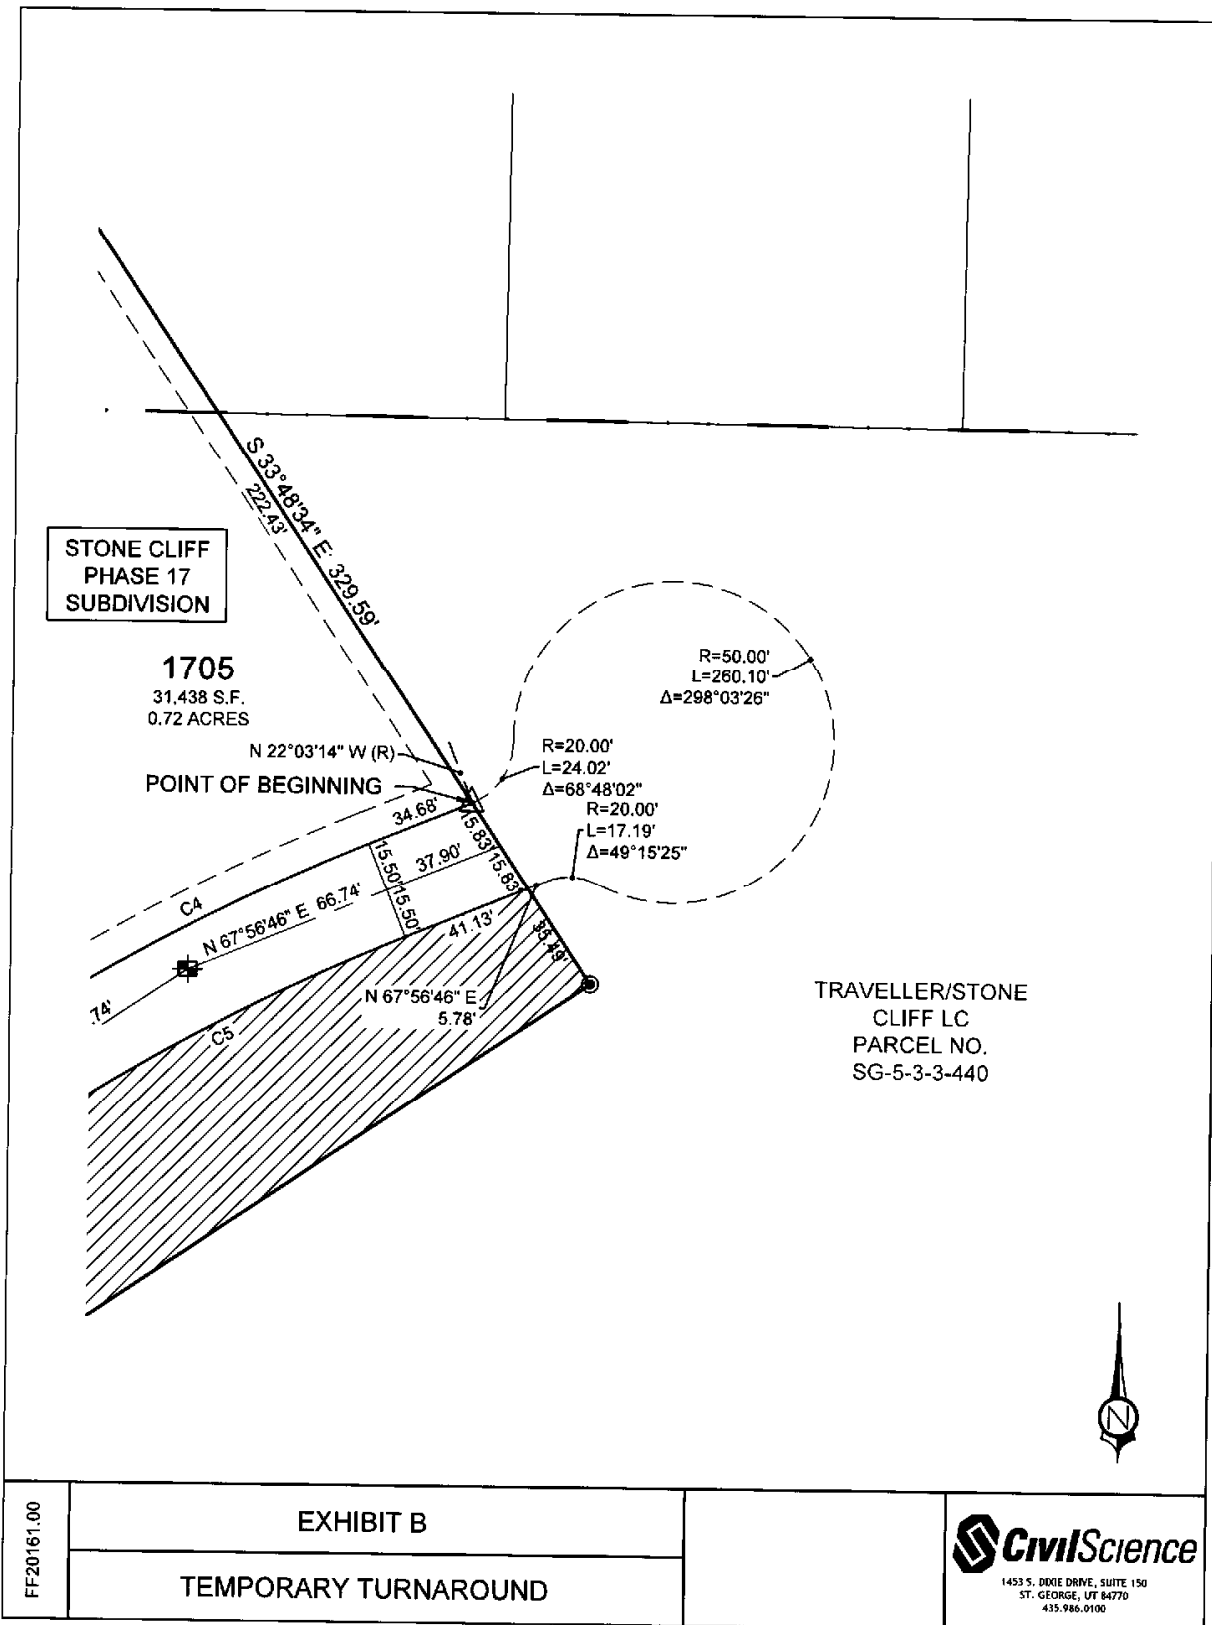 S 33°48'34" E 329.59'
222.43'
STONE CLIFF
PHASE 17
SUBDIVISION
1705
31,438 S.F.
0.72 ACRES
R=50.00'
L=260.10'
Δ=298°03'26"
N 22°03'14" W (R)
POINT OF BEGINNING
R=20.00'
L=24.02'
Δ=68°48'02"
R=20.00'
L=17.19'
Δ=49°15'25"
34.68'
15.83'
15.83'
37.90'
15.50'
15.50'
C4
N 67°56'46" E 66.74'
41.13'
35.49'
N 67°56'46" E
5.78'
.74'
C5
TRAVELLER/STONE
CLIFF LC
PARCEL NO.
SG-5-3-3-440
N
FF20161.00
EXHIBIT B
TEMPORARY TURNAROUND
CivilScience
1453 S. DIXIE DRIVE, SUITE 150
ST. GEORGE, UT 84770
435.986.0100